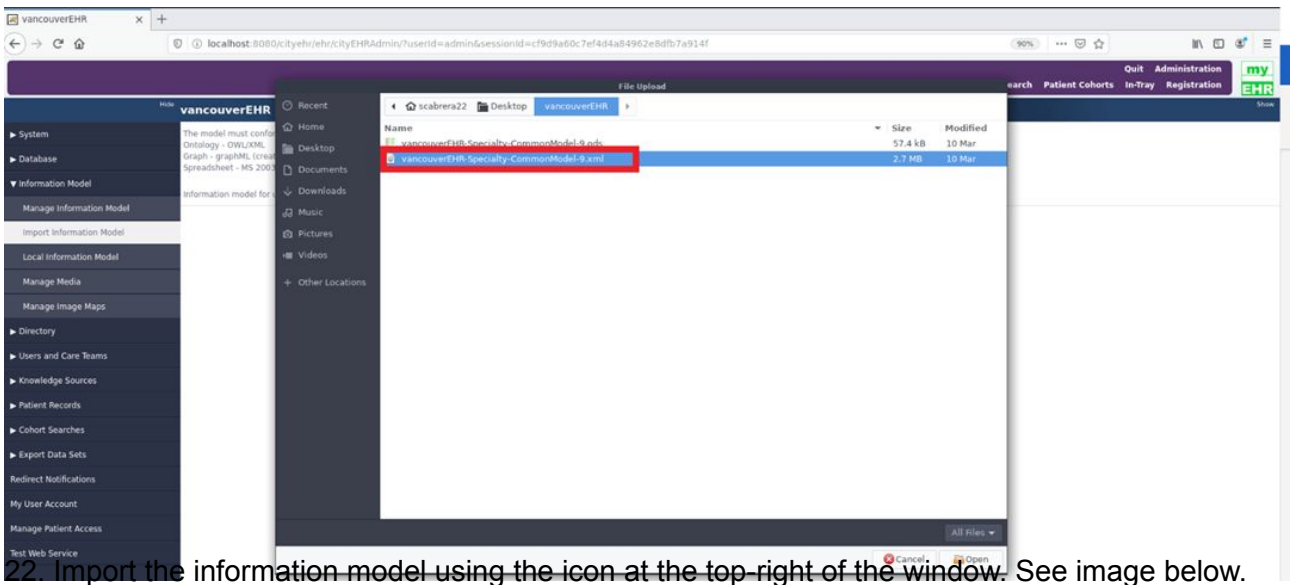 vancouverEHR × +
localhost:8080/cityehr/ehr/cityEHRAdmin/?userId=admin&sessionId=cf9d9a60c7ef4d4a84962e8dfb7a914f 90%
Quit Administration
earch Patient Cohorts In-Tray Registration
my
EHR
Hide vancouverEHR
Show
▶ System
▶ Database
▼ Information Model
Manage Information Model
Import Information Model
Local Information Model
Manage Media
Manage Image Maps
▶ Directory
▶ Users and Care Teams
▶ Knowledge Sources
▶ Patient Records
▶ Cohort Searches
▶ Export Data Sets
Redirect Notifications
My User Account
Manage Patient Access
Test Web Service
The model must confor
Ontology - OWL/XML
Graph - graphML (creat
Spreadsheet - MS 2003
Information model for
File Upload
Recent
Home
Desktop
Documents
Downloads
Music
Pictures
Videos
+ Other Locations
scabrera22 Desktop vancouverEHR
Name Size Modified
vancouverEHR-Specialty-CommonModel-9.ods 57.4 kB 10 Mar
vancouverEHR-Specialty-CommonModel-9.xml 2.7 MB 10 Mar
All Files
Cancel Open
22. Import the information model using the icon at the top-right of the window. See image below.